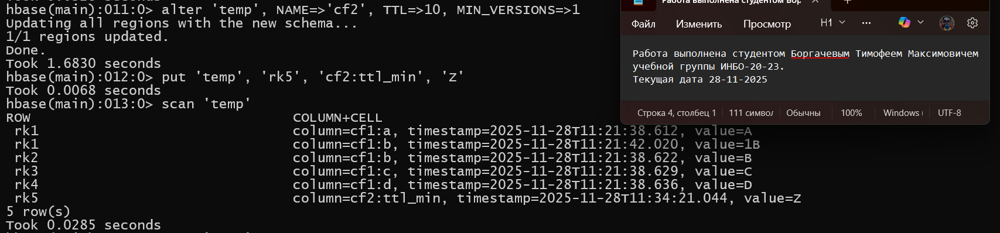 hbase(main):011:0> alter 'temp', NAME=>'cf2', TTL=>10, MIN_VERSIONS=>1
Updating all regions with the new schema...
1/1 regions updated.
Done.
Took 1.6830 seconds
hbase(main):012:0> put 'temp', 'rk5', 'cf2:ttl_min', 'Z'
Took 0.0068 seconds
hbase(main):013:0> scan 'temp'
ROW COLUMN+CELL
rk1 column=cf1:a, timestamp=2025-11-28T11:21:38.612, value=A
rk1 column=cf1:b, timestamp=2025-11-28T11:21:42.020, value=1B
rk2 column=cf1:b, timestamp=2025-11-28T11:21:38.622, value=B
rk3 column=cf1:c, timestamp=2025-11-28T11:21:38.629, value=C
rk4 column=cf1:d, timestamp=2025-11-28T11:21:38.636, value=D
rk5 column=cf2:ttl_min, timestamp=2025-11-28T11:34:21.044, value=Z
5 row(s)
Took 0.0285 seconds
Работа выполнена студентом Бор
Файл Изменить Просмотр H1
Работа выполнена студентом Боргачевым Тимофеем Максимовичем
учебной группы ИНБО-20-23.
Текущая дата 28-11-2025
Строка 4, столбец 1 111 символ Обычны 100% Windows ( UTF-8